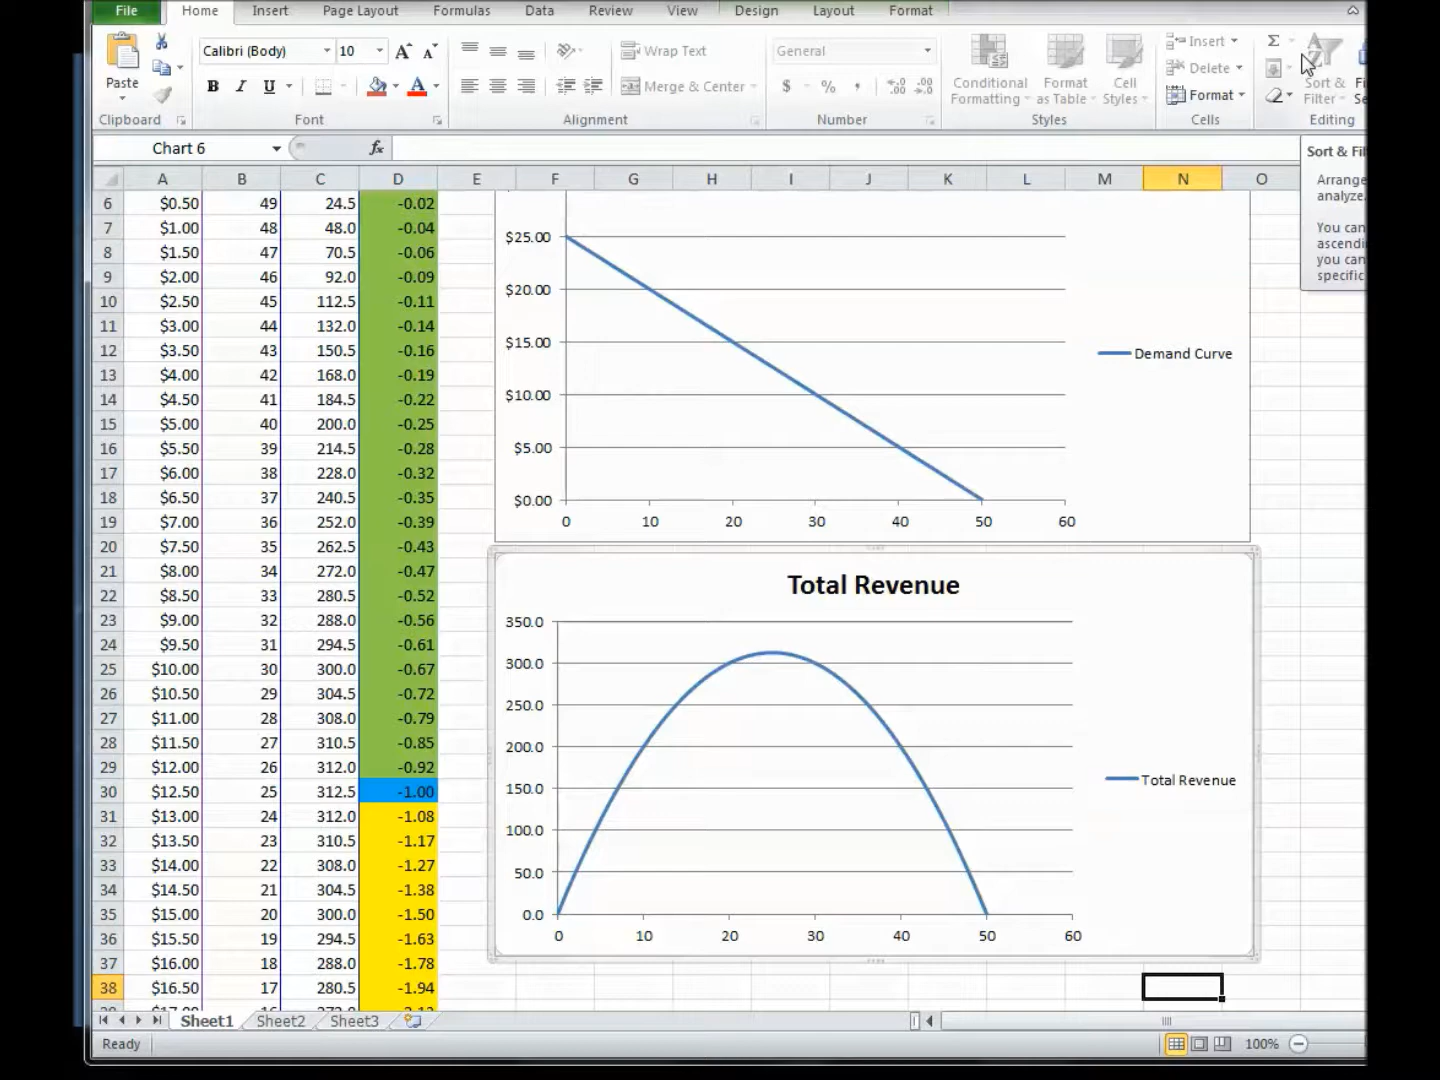 File Home Insert Page Layout Formulas Data Review View Design Layout Format
Calibri (Body) 10 A A Wrap Text General Insert Σ
Paste B I U A Merge & Center $ % , .0 .00 .00 .0 Conditional Formatting Format as Table Cell Styles Delete Format Sort & Filter
Clipboard Font Alignment Number Styles Cells Editing
Chart 6 fx
Sort & Fil
Arrange
analyze.
You can
ascendi
you can
specific
A B C D E F G H I J K L M N O
6 $0.50 49 24.5 -0.02
7 $1.00 48 48.0 -0.04
8 $1.50 47 70.5 -0.06
9 $2.00 46 92.0 -0.09
10 $2.50 45 112.5 -0.11
11 $3.00 44 132.0 -0.14
12 $3.50 43 150.5 -0.16
13 $4.00 42 168.0 -0.19
14 $4.50 41 184.5 -0.22
15 $5.00 40 200.0 -0.25
16 $5.50 39 214.5 -0.28
17 $6.00 38 228.0 -0.32
18 $6.50 37 240.5 -0.35
19 $7.00 36 252.0 -0.39
20 $7.50 35 262.5 -0.43
21 $8.00 34 272.0 -0.47
22 $8.50 33 280.5 -0.52
23 $9.00 32 288.0 -0.56
24 $9.50 31 294.5 -0.61
25 $10.00 30 300.0 -0.67
26 $10.50 29 304.5 -0.72
27 $11.00 28 308.0 -0.79
28 $11.50 27 310.5 -0.85
29 $12.00 26 312.0 -0.92
30 $12.50 25 312.5 -1.00
31 $13.00 24 312.0 -1.08
32 $13.50 23 310.5 -1.17
33 $14.00 22 308.0 -1.27
34 $14.50 21 304.5 -1.38
35 $15.00 20 300.0 -1.50
36 $15.50 19 294.5 -1.63
37 $16.00 18 288.0 -1.78
38 $16.50 17 280.5 -1.94
$25.00
$20.00
$15.00
$10.00
$5.00
$0.00
0 10 20 30 40 50 60
Demand Curve
Total Revenue
350.0
300.0
250.0
200.0
150.0
100.0
50.0
0.0
0 10 20 30 40 50 60
Total Revenue
Sheet1 Sheet2 Sheet3
Ready 100%